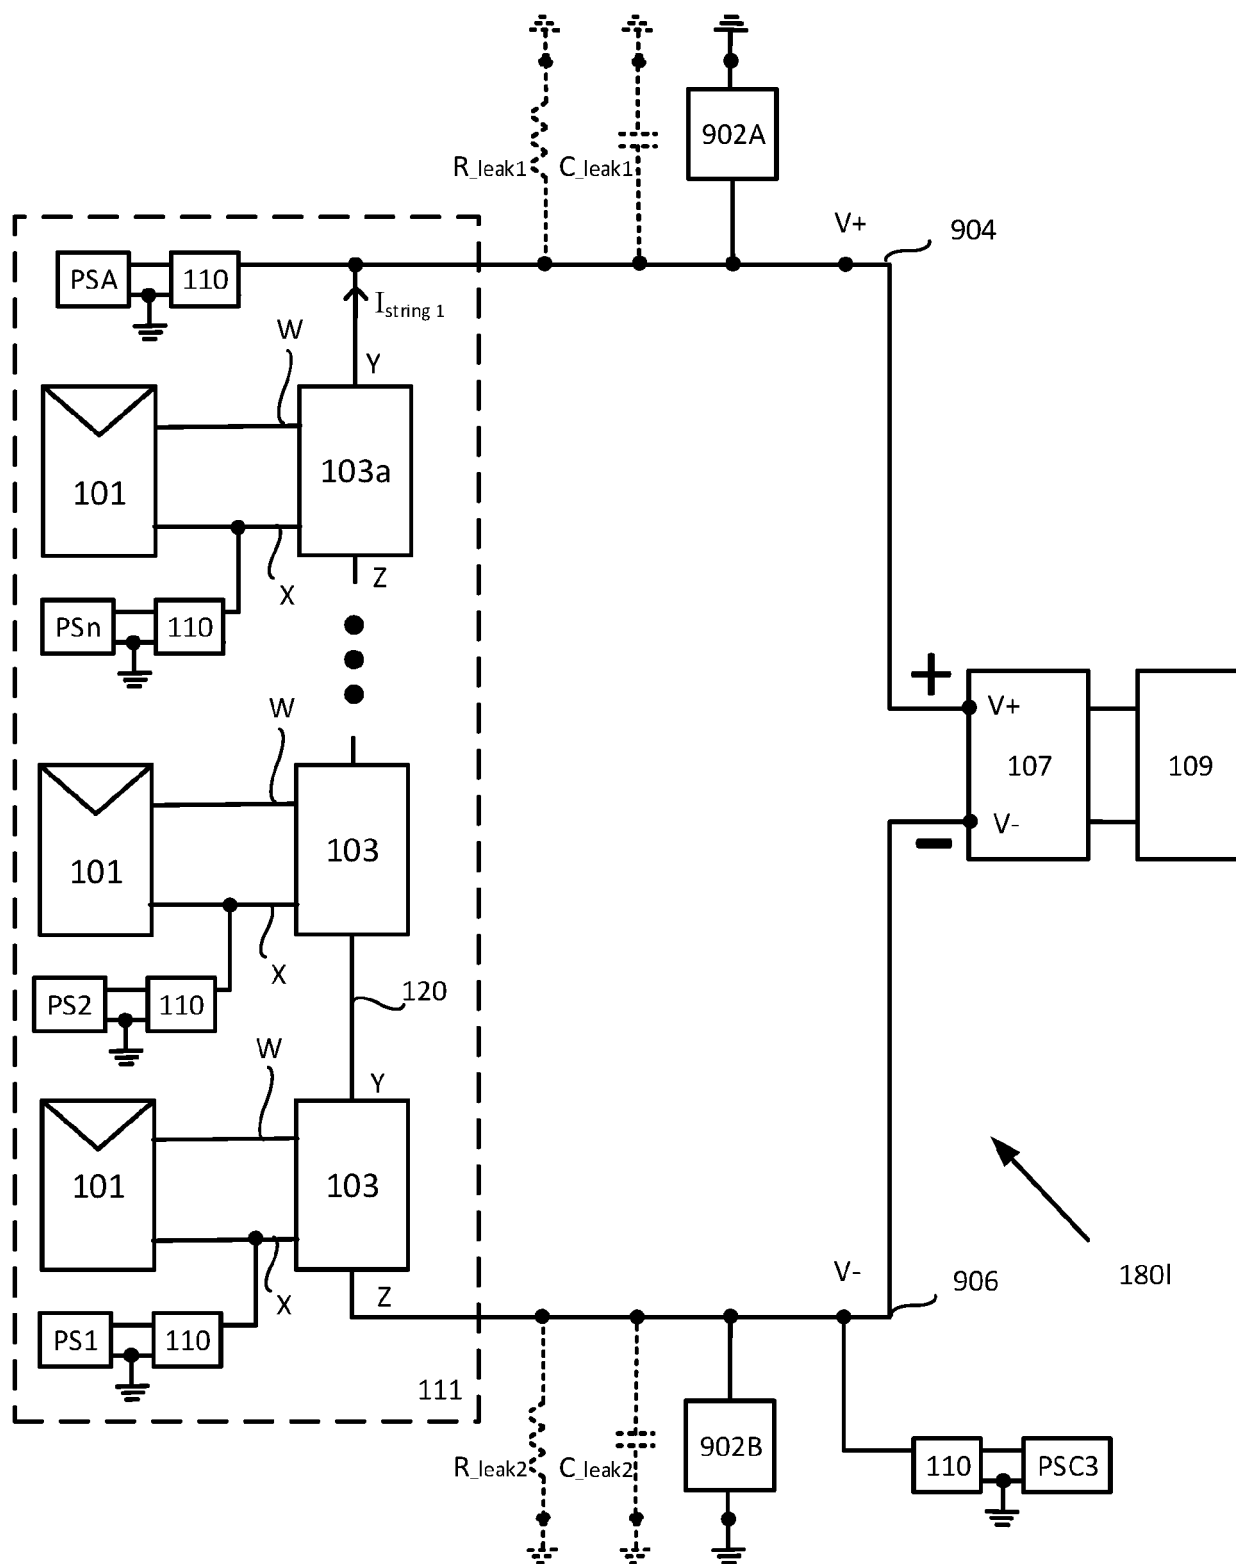 902A
R_leak1
C_leak1
V+
904
PSA
110
I string 1
W
Y
101
103a
X
Z
PSn
110
W
V+
107
109
V-
101
103
X
PS2
110
120
W
Y
101
103
X
Z
V-
906
180l
PS1
110
111
R_leak2
C_leak2
902B
110
PSC3